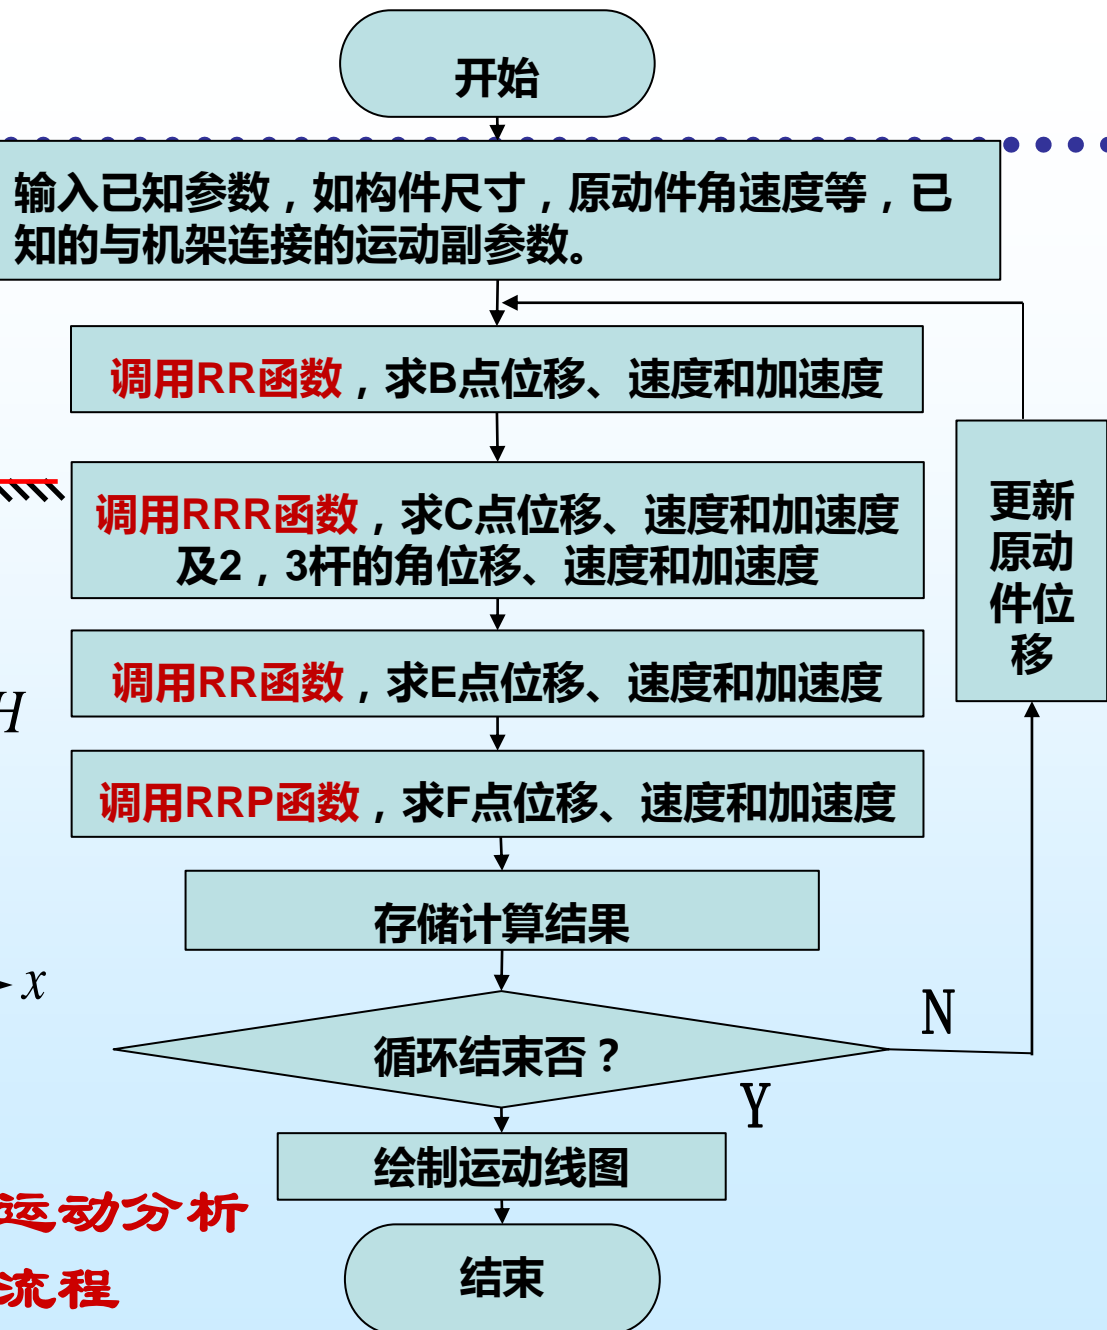 开始
输入已知参数，如构件尺寸，原动件角速度等，已
知的与机架连接的运动副参数。
调用RR函数，求B点位移、速度和加速度
调用RRR函数，求C点位移、速度和加速度
及2，3杆的角位移、速度和加速度
更新
原动
件位
移
调用RR函数，求E点位移、速度和加速度
H
调用RRP函数，求F点位移、速度和加速度
存储计算结果
x
N
循环结束否？
Y
绘制运动线图
运动分析
结束
流程